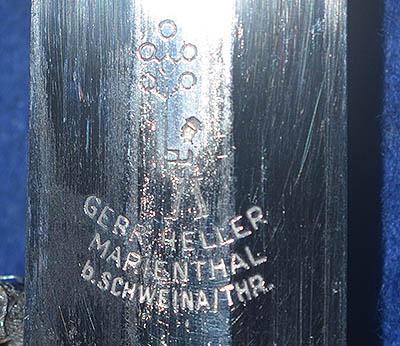 GEBR. HELLER
MARIENTHAL
b. SCHWEINA/THR.